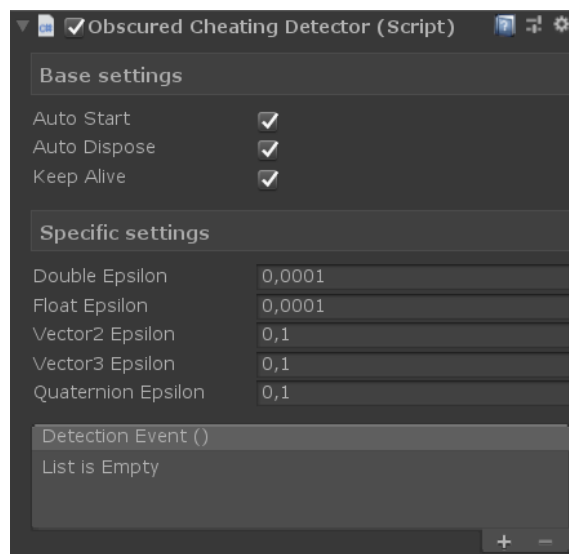 Obscured Cheating Detector (Script)
Base settings
Auto Start
Auto Dispose
Keep Alive
Specific settings
Double Epsilon 0,0001
Float Epsilon 0,0001
Vector2 Epsilon 0,1
Vector3 Epsilon 0,1
Quaternion Epsilon 0,1
Detection Event ()
List is Empty